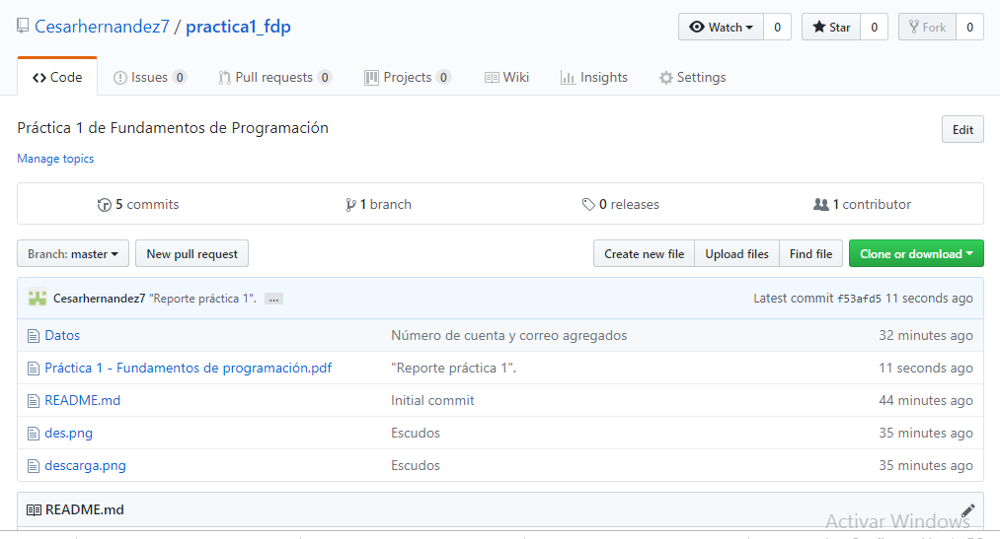 Cesarhernandez7 / practica1_fdp Watch 0 Star 0 Fork 0
Code Issues 0 Pull requests 0 Projects 0 Wiki Insights Settings
Práctica 1 de Fundamentos de Programación Edit
Manage topics
5 commits 1 branch 0 releases 1 contributor
Branch: master New pull request Create new file Upload files Find file Clone or download
Cesarhernandez7 "Reporte práctica 1". ... Latest commit f53afd5 11 seconds ago
Datos Número de cuenta y correo agregados 32 minutes ago
Práctica 1 - Fundamentos de programación.pdf "Reporte práctica 1". 11 seconds ago
README.md Initial commit 44 minutes ago
des.png Escudos 35 minutes ago
descarga.png Escudos 35 minutes ago
README.md
Activar Windows